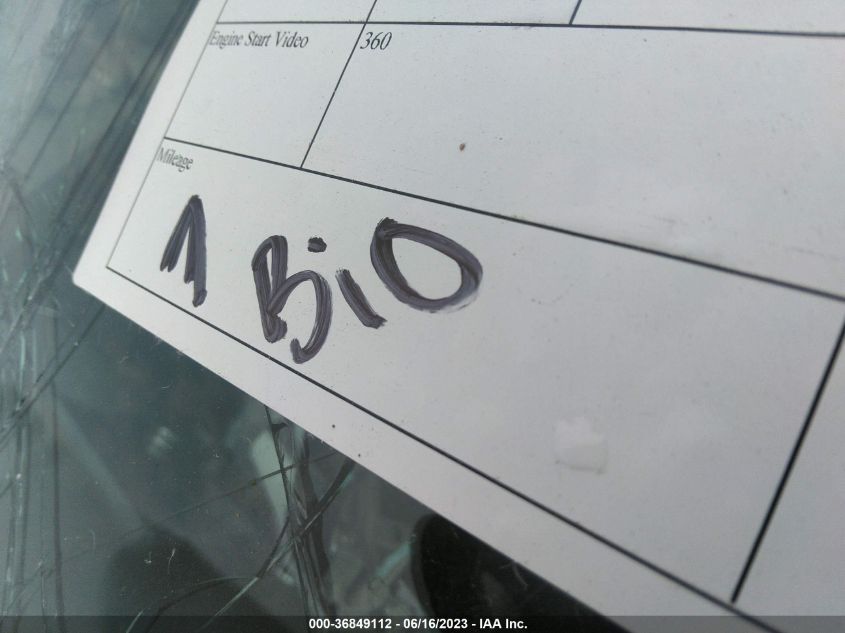 Engine Start Video 360
Mileage
1 BiO
000-36849112 - 06/16/2023 - IAA Inc.